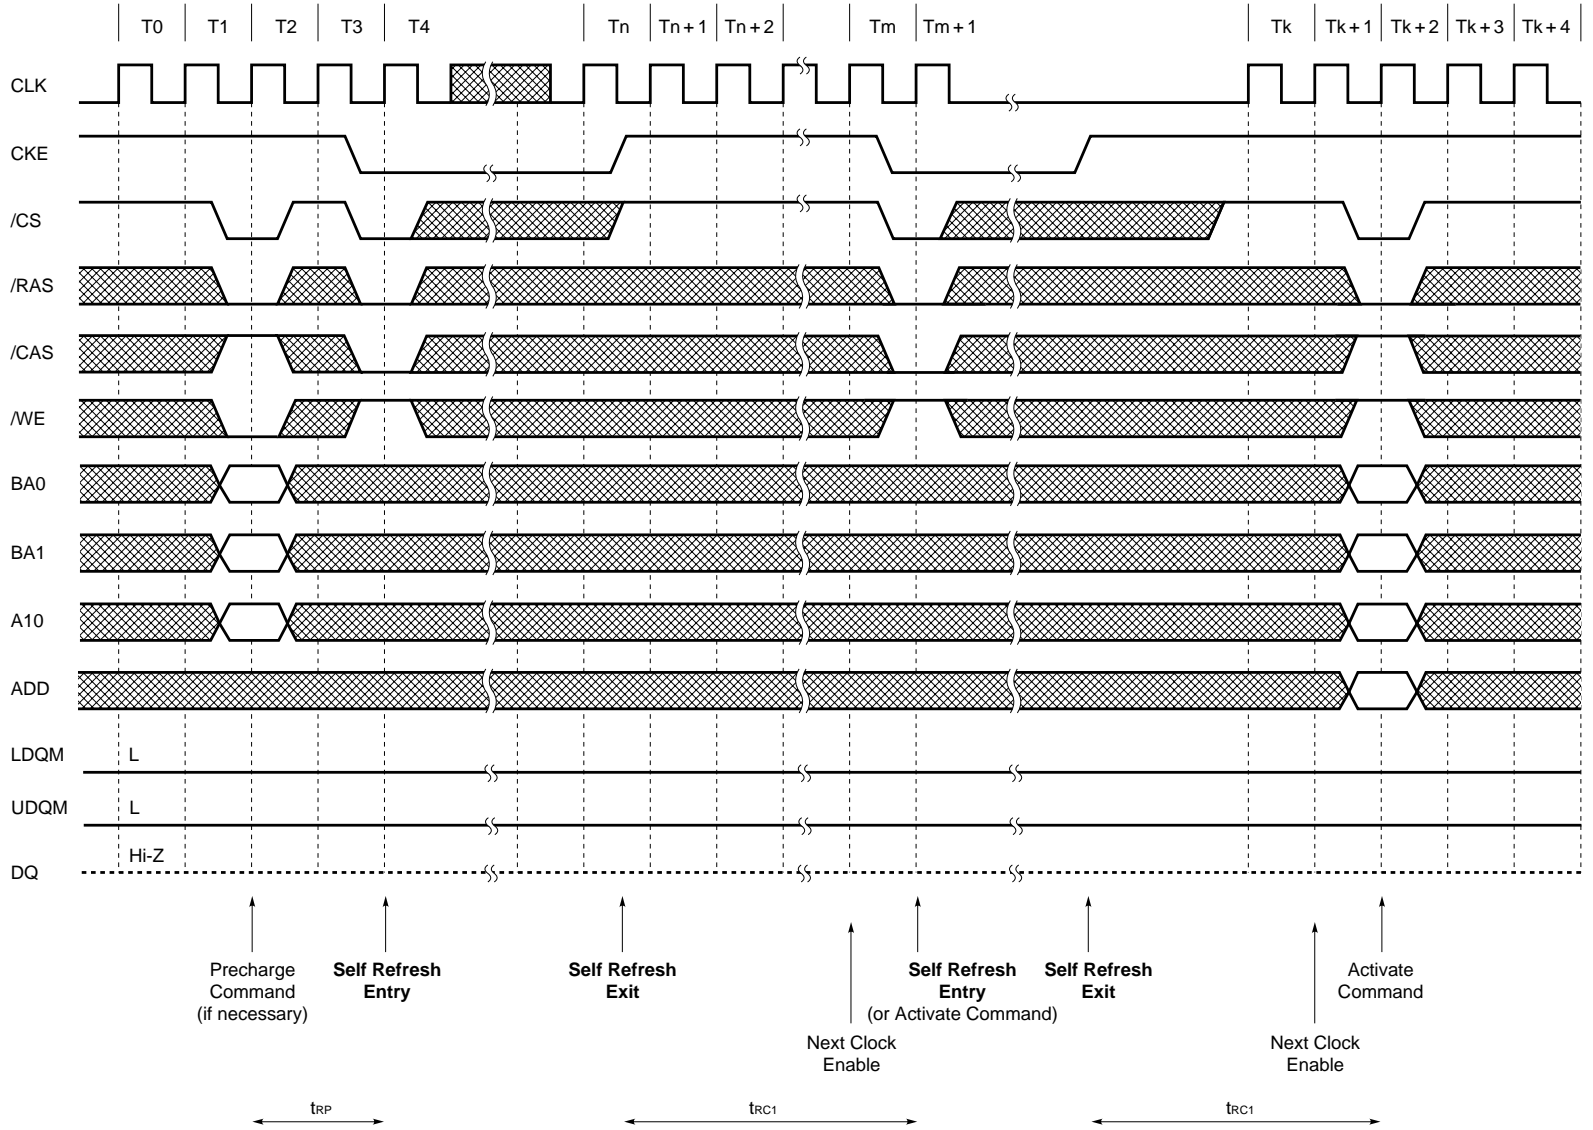 T0 T1 T2 T3 T4 Tn Tn + 1 Tn + 2 Tm Tm + 1 Tk Tk + 1 Tk + 2 Tk + 3 Tk + 4
CLK
CKE
/CS
/RAS
/CAS
/WE
BA0
BA1
A10
ADD
LDQM L
UDQM L
Hi-Z
DQ
Precharge
Command
(if necessary)
Self Refresh
Entry
Self Refresh
Exit
Next Clock
Enable
Self Refresh
Entry
(or Activate Command)
Self Refresh
Exit
Next Clock
Enable
Activate
Command
tRP
tRC1
tRC1